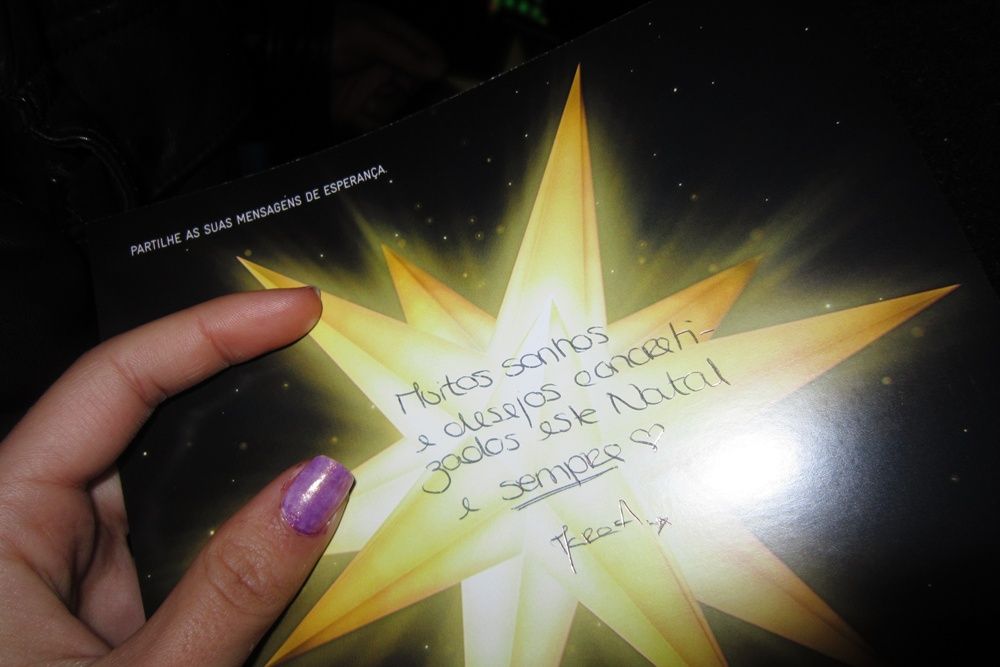 PARTILHE AS SUAS MENSAGENS DE ESPERANÇA.
Muitos sonhos
e desejos concreti-
zados este Natal
e sempre ♡